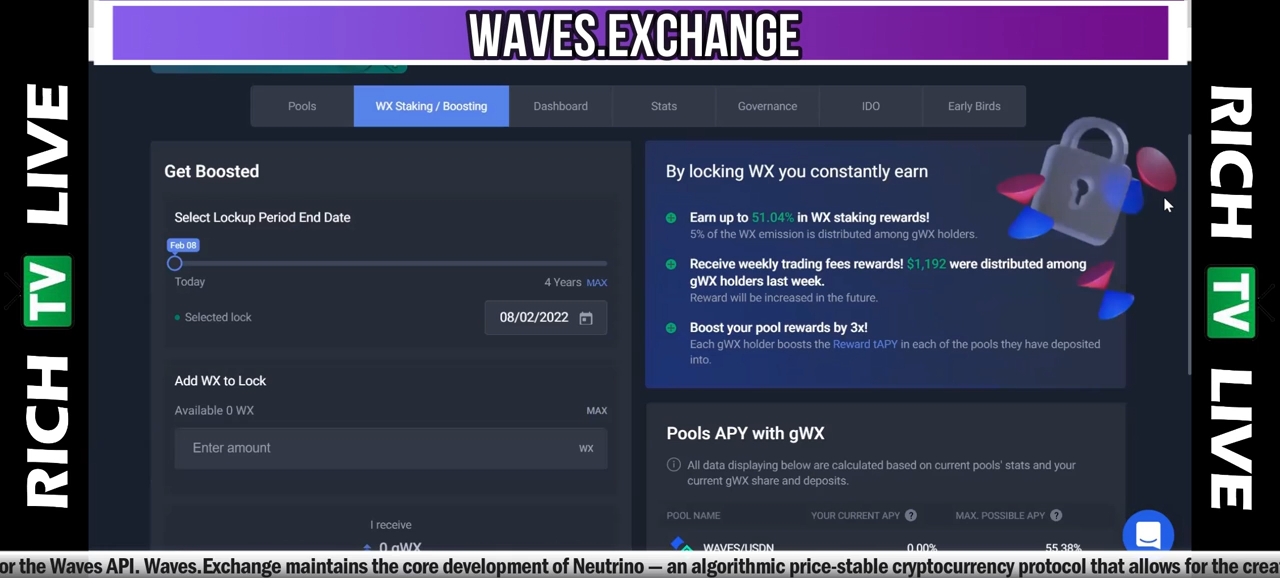 WAVES.EXCHANGE
RICH TV LIVE
RICH TV LIVE
Pools
WX Staking / Boosting
Dashboard
Stats
Governance
IDO
Early Birds
Get Boosted
Select Lockup Period End Date
Feb 08
Today
4 Years MAX
Selected lock
08/02/2022
Add WX to Lock
Available 0 WX
MAX
Enter amount
WX
I receive
0 gWX
By locking WX you constantly earn
Earn up to 51.04% in WX staking rewards!
5% of the WX emission is distributed among gWX holders.
Receive weekly trading fees rewards! $1,192 were distributed among
gWX holders last week.
Reward will be increased in the future.
Boost your pool rewards by 3x!
Each gWX holder boosts the Reward tAPY in each of the pools they have deposited
into.
Pools APY with gWX
All data displaying below are calculated based on current pools' stats and your
current gWX share and deposits.
POOL NAME
YOUR CURRENT APY ?
MAX. POSSIBLE APY ?
WAVES/USDN
0.00%
55.38%
or the Waves API. Waves.Exchange maintains the core development of Neutrino — an algorithmic price-stable cryptocurrency protocol that allows for the crea